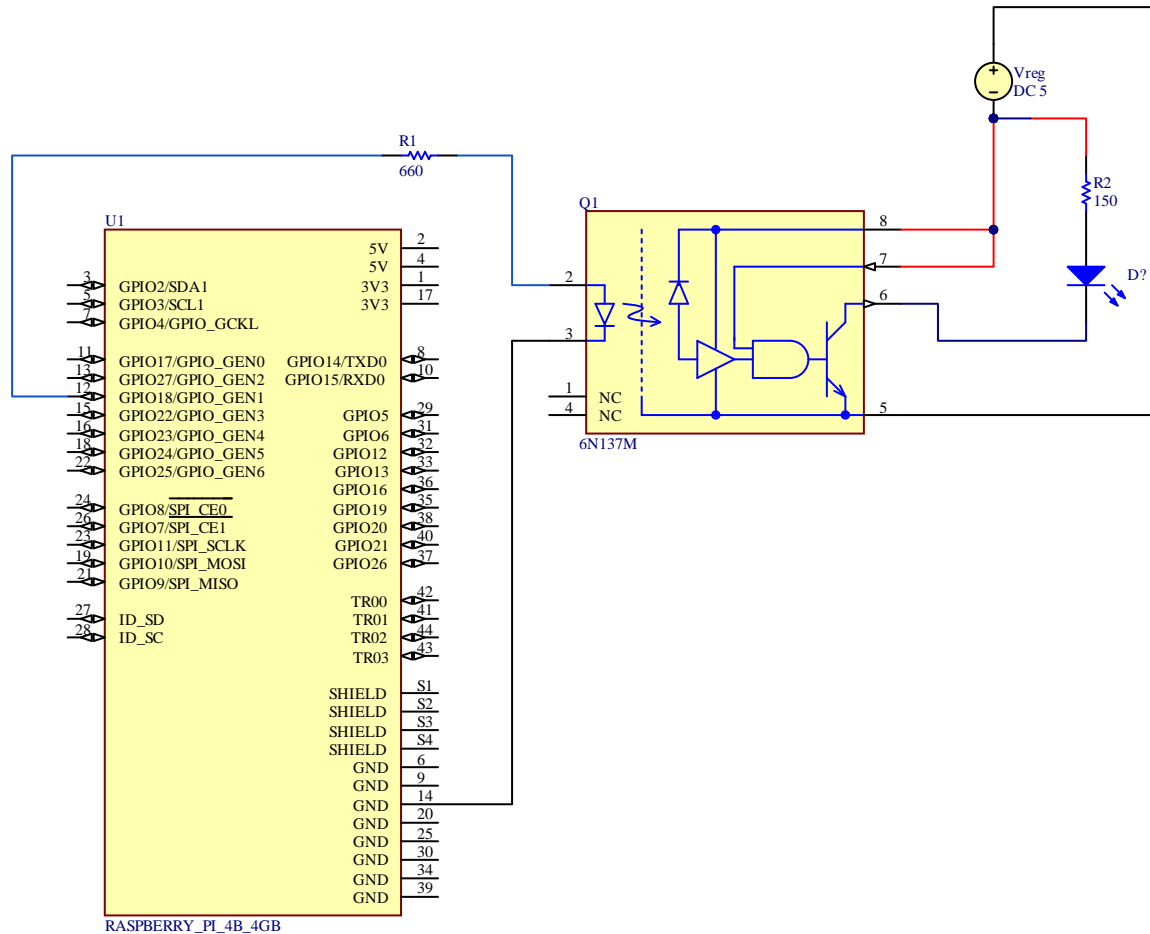 Vreg
DC 5
R1
660
R2
150
D?
U1
Q1
6N137M
2
3
1 NC
4 NC
8
7
6
5
5V 2
5V 4
3V3 1
3V3 17
3 GPIO2/SDA1
5 GPIO3/SCL1
7 GPIO4/GPIO_GCKL
11 GPIO17/GPIO_GEN0
13 GPIO27/GPIO_GEN2
12 GPIO18/GPIO_GEN1
15 GPIO22/GPIO_GEN3
16 GPIO23/GPIO_GEN4
18 GPIO24/GPIO_GEN5
22 GPIO25/GPIO_GEN6
24 GPIO8/SPI_CE0
26 GPIO7/SPI_CE1
23 GPIO11/SPI_SCLK
19 GPIO10/SPI_MOSI
21 GPIO9/SPI_MISO
27 ID_SD
28 ID_SC
GPIO14/TXD0 8
GPIO15/RXD0 10
GPIO5 29
GPIO6 31
GPIO12 32
GPIO13 33
GPIO16 36
GPIO19 35
GPIO20 38
GPIO21 40
GPIO26 37
TR00 42
TR01 41
TR02 44
TR03 43
SHIELD S1
SHIELD S2
SHIELD S3
SHIELD S4
GND 6
GND 9
GND 14
GND 20
GND 25
GND 30
GND 34
GND 39
RASPBERRY_PI_4B_4GB